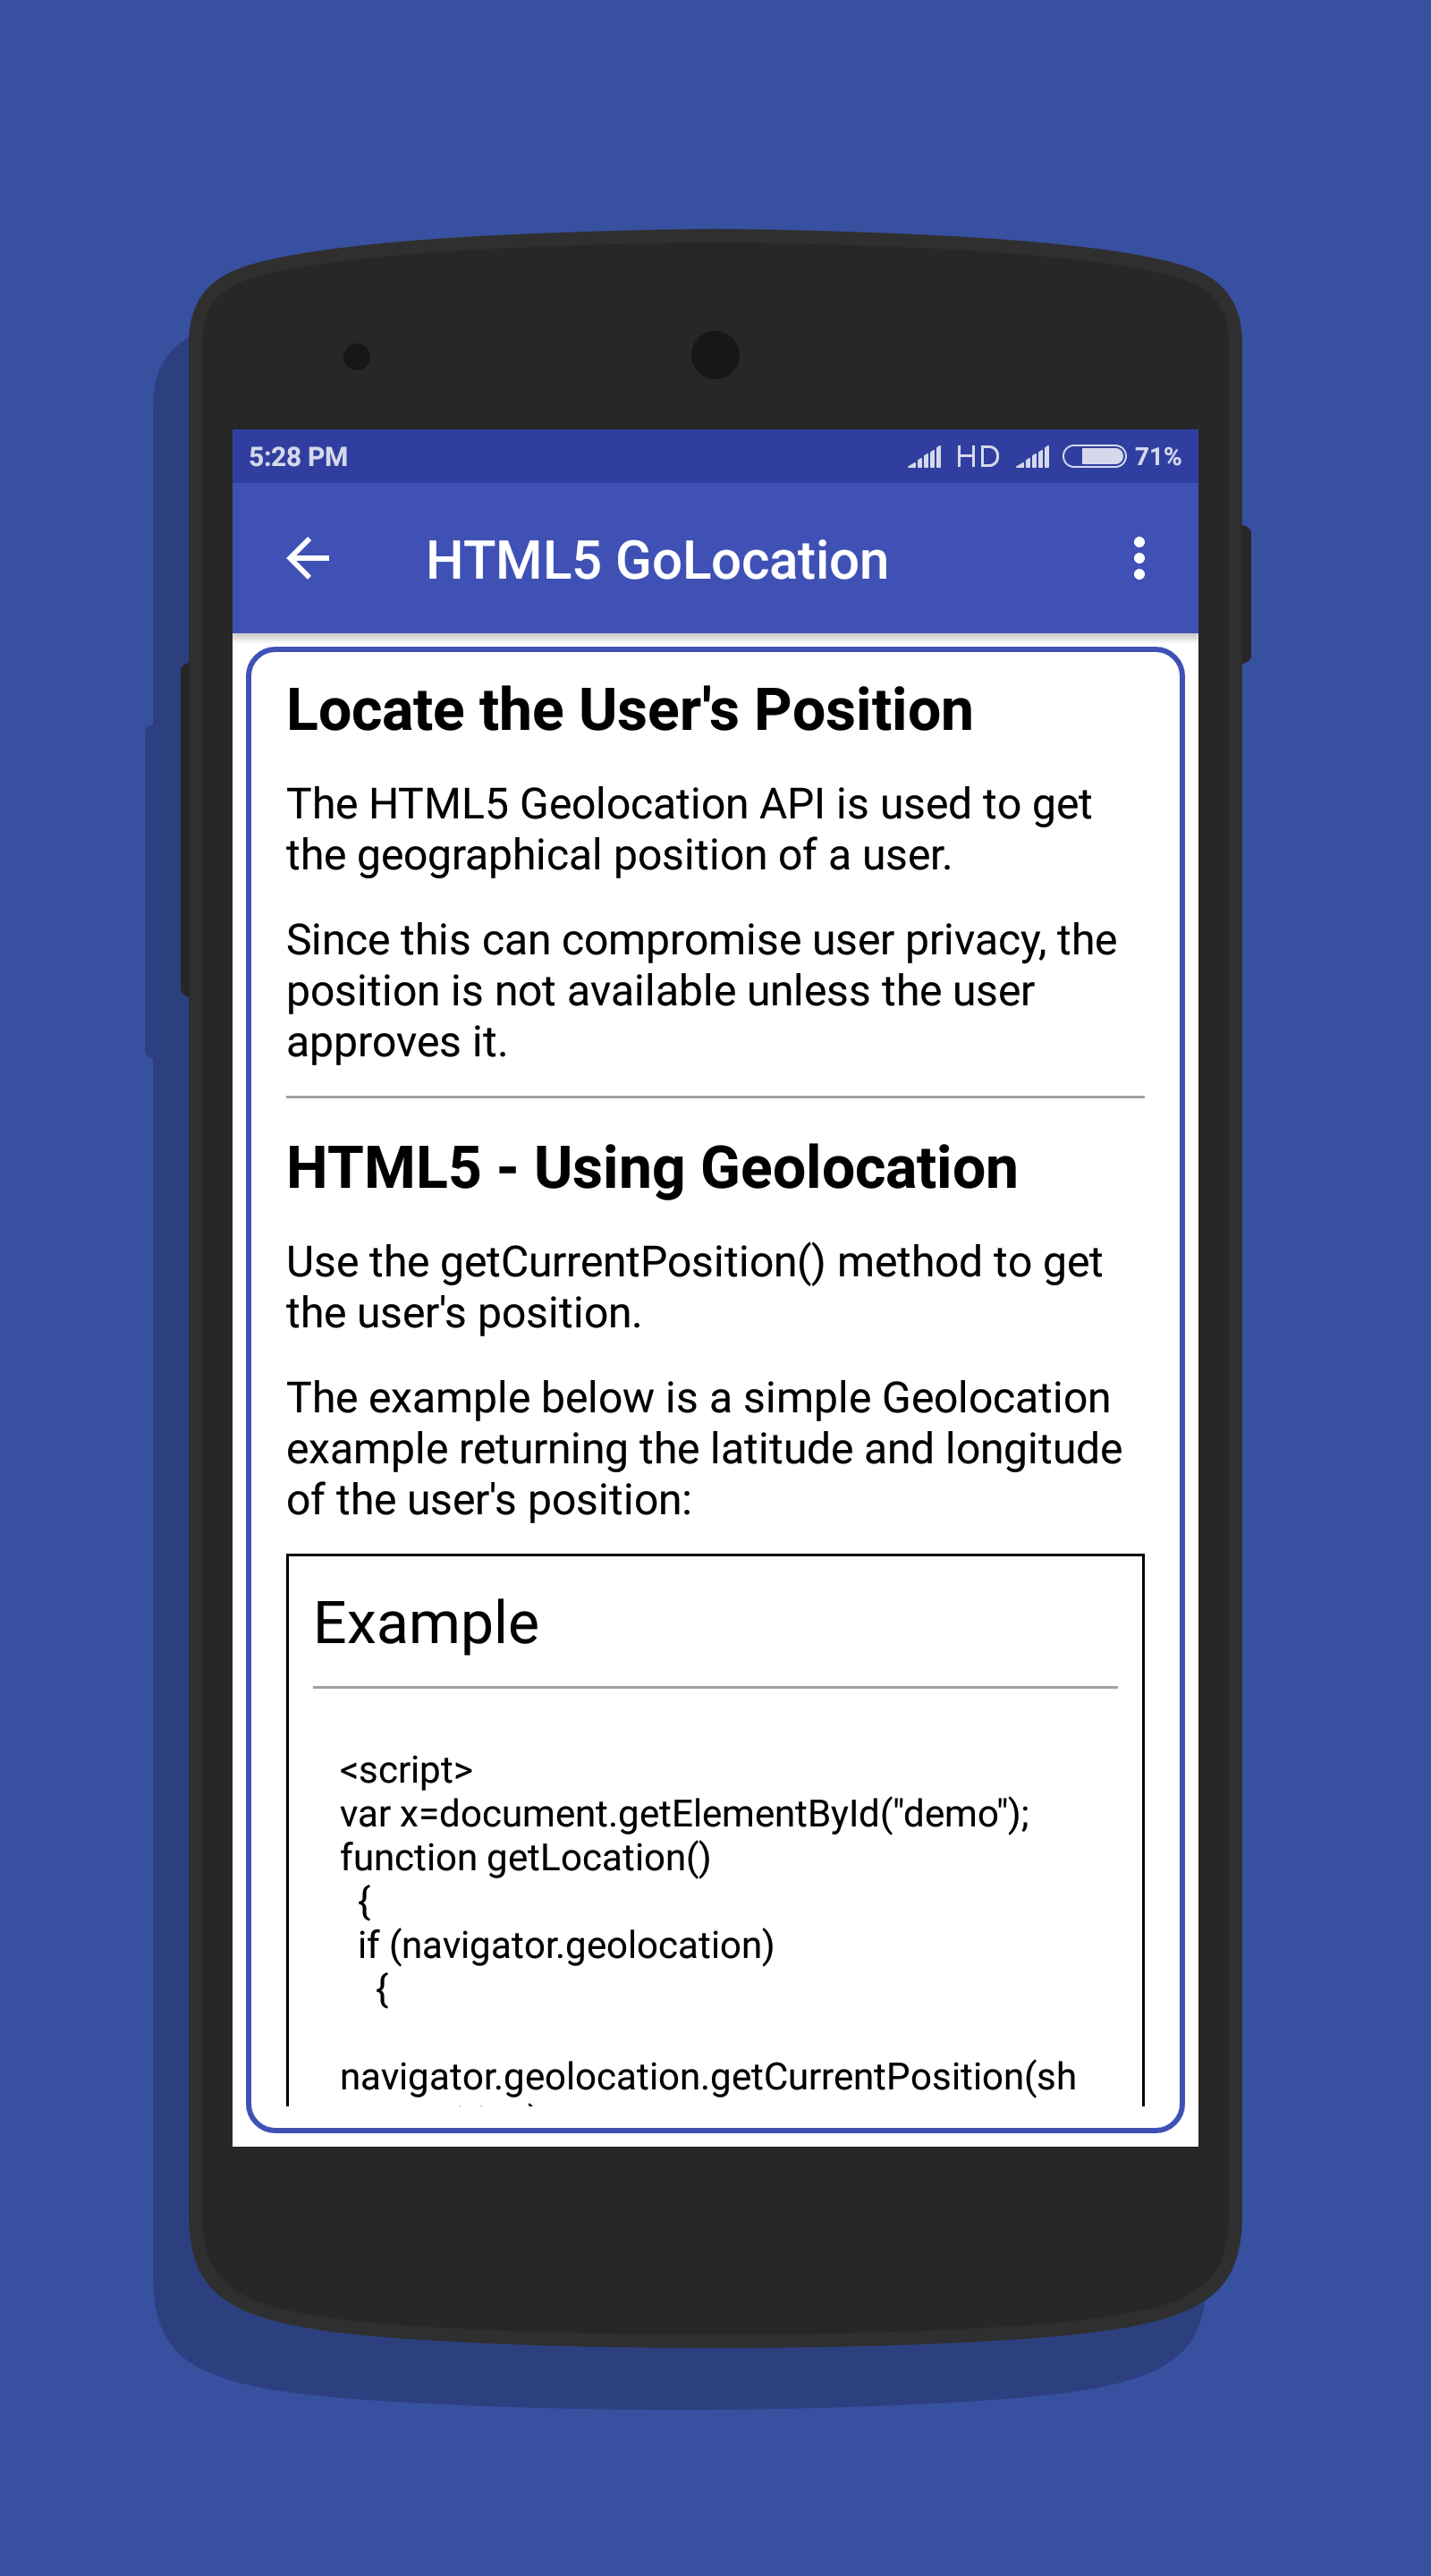 5:28 PM HD 71%
HTML5 GoLocation
Locate the User's Position
The HTML5 Geolocation API is used to get
the geographical position of a user.
Since this can compromise user privacy, the
position is not available unless the user
approves it.
HTML5 - Using Geolocation
Use the getCurrentPosition() method to get
the user's position.
The example below is a simple Geolocation
example returning the latitude and longitude
of the user's position:
Example
<script>
var x=document.getElementById("demo");
function getLocation()
{
if (navigator.geolocation)
{
navigator.geolocation.getCurrentPosition(sh